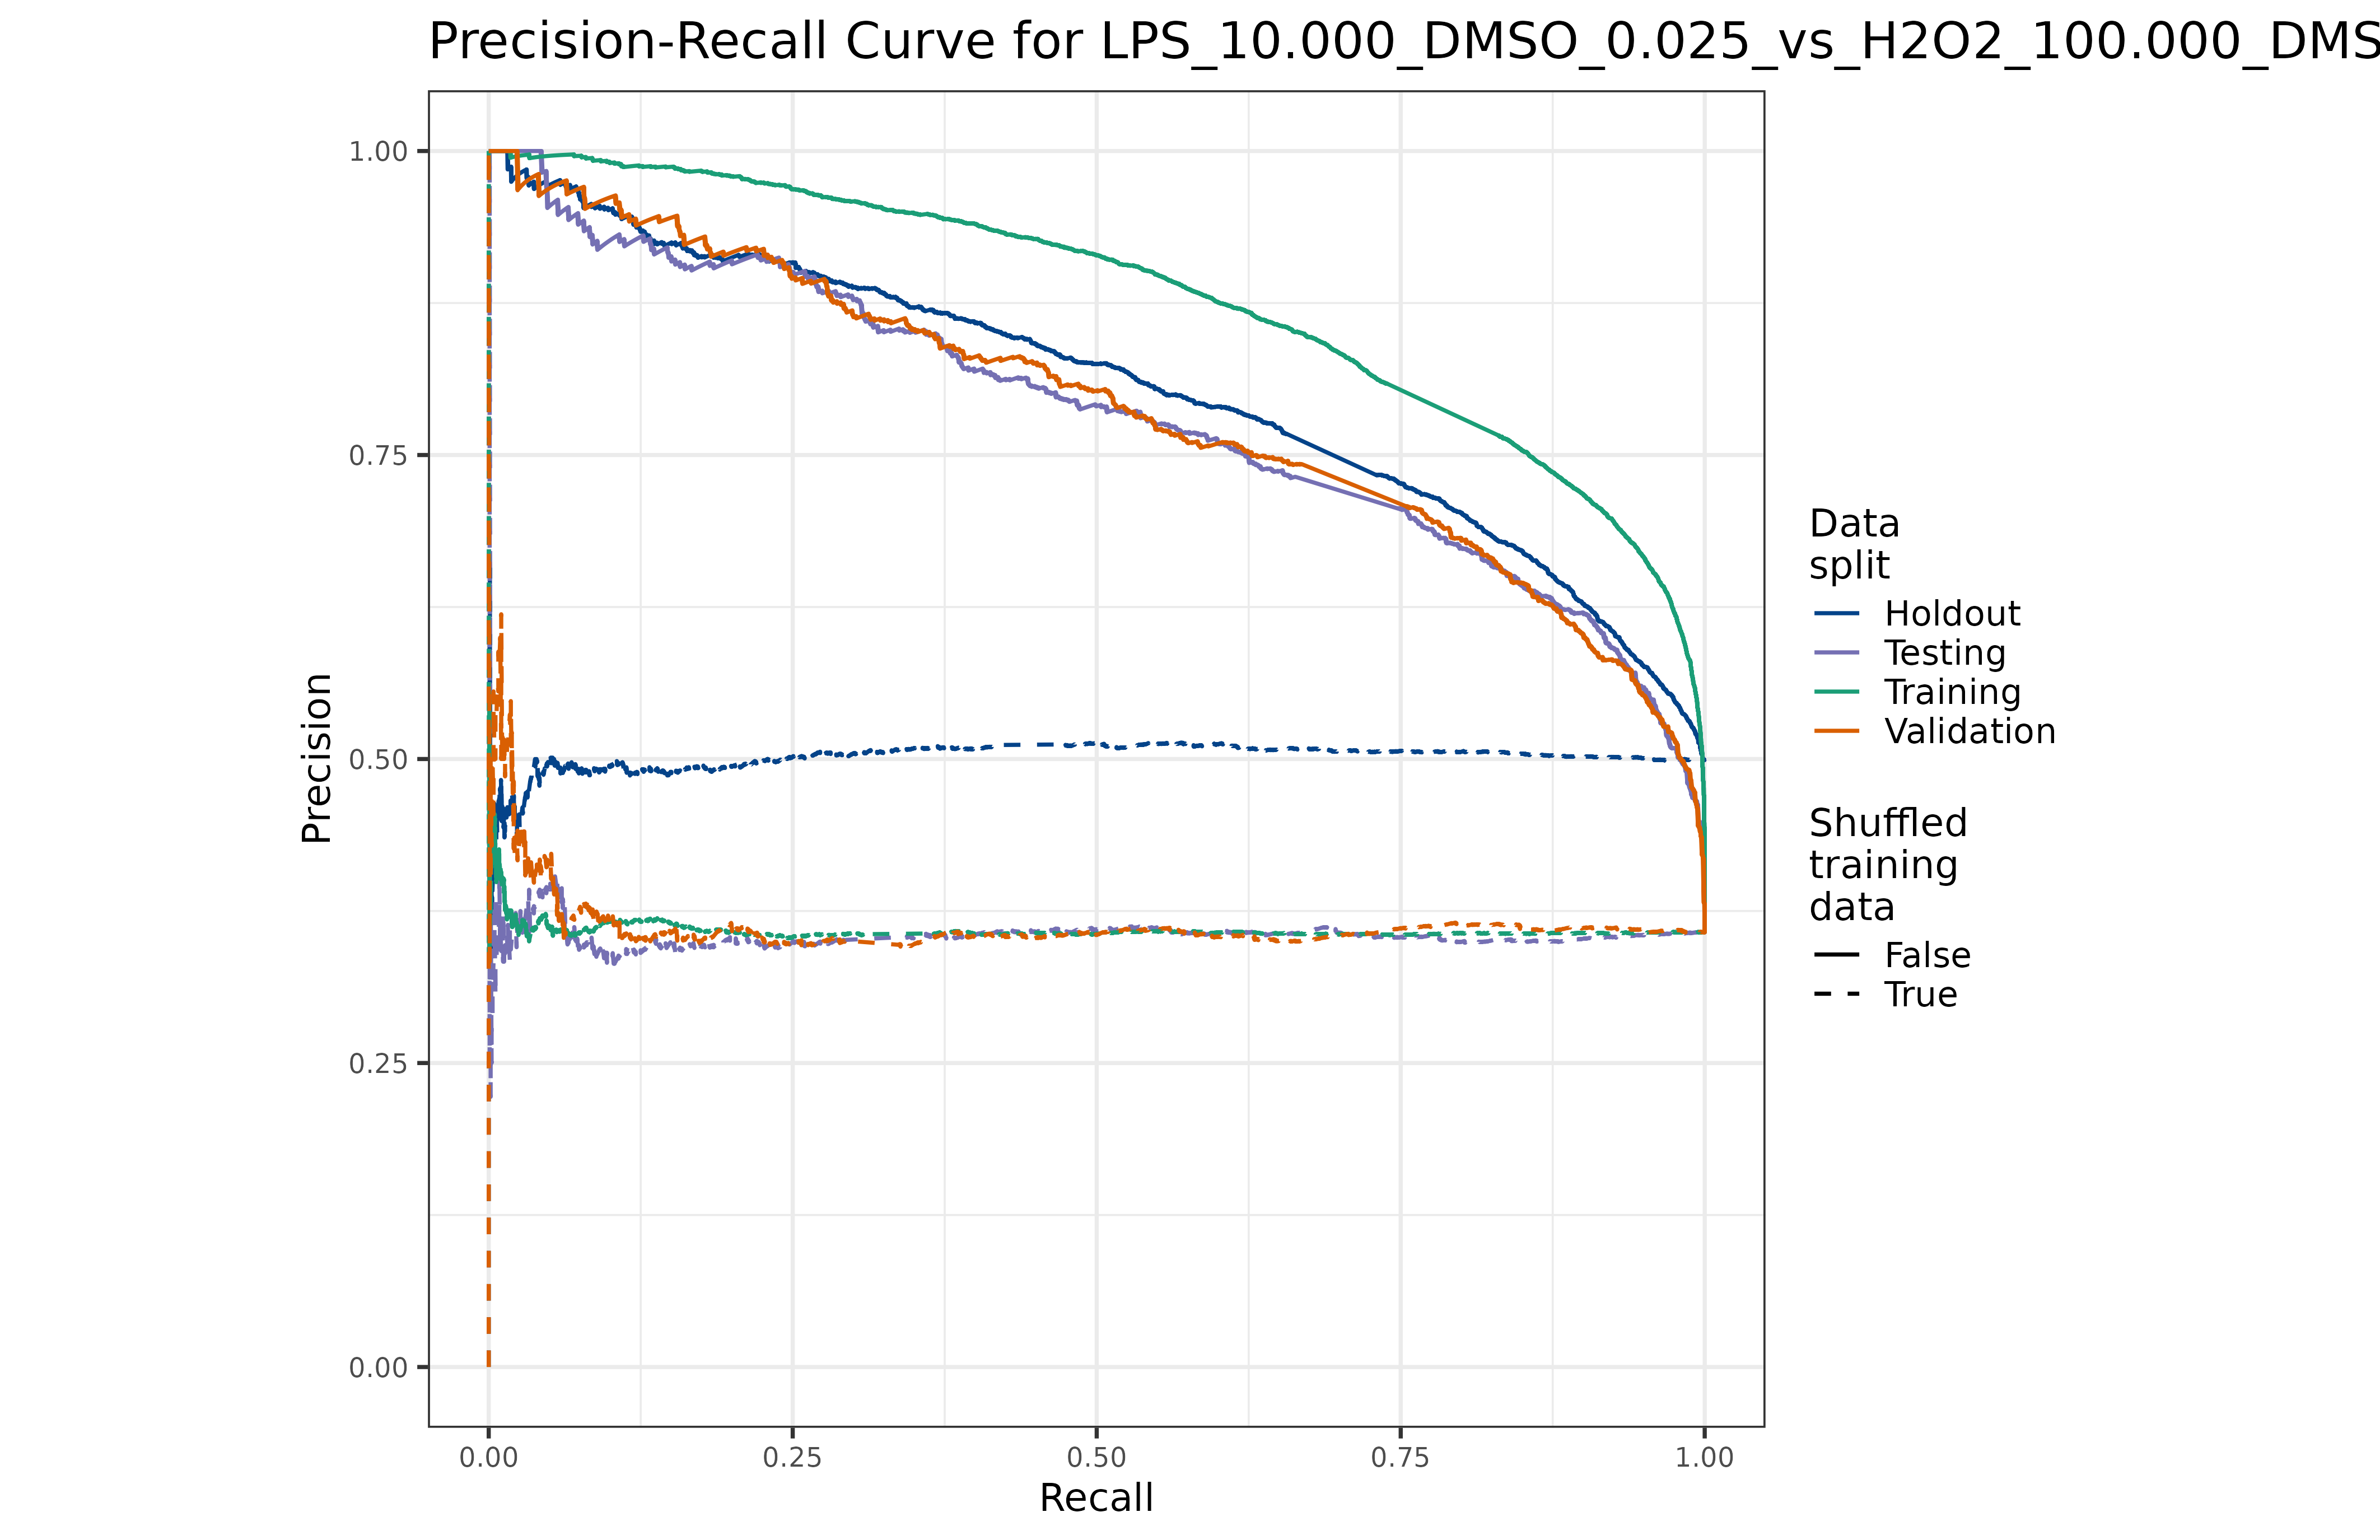 Precision-Recall Curve for LPS_10.000_DMSO_0.025_vs_H2O2_100.000_DMS
1.00
0.75
0.50
0.25
0.00
Precision
0.00 0.25 0.50 0.75 1.00
Recall
Data
split
Holdout
Testing
Training
Validation
Shuffled
training
data
False
True